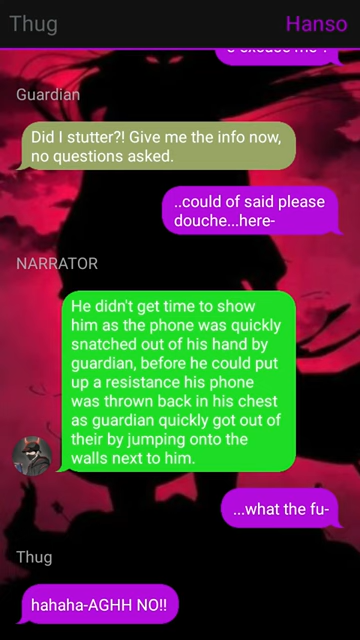 Thug
Hanso
Guardian
Did I stutter?! Give me the info now,
no questions asked.
..could of said please
douche...here-
NARRATOR
He didn't get time to show
him as the phone was quickly
snatched out of his hand by
guardian, before he could put
up a resistance his phone
was thrown back in his chest
as guardian quickly got out of
their by jumping onto the
walls next to him.
...what the fu-
Thug
hahaha-AGHH NO!!